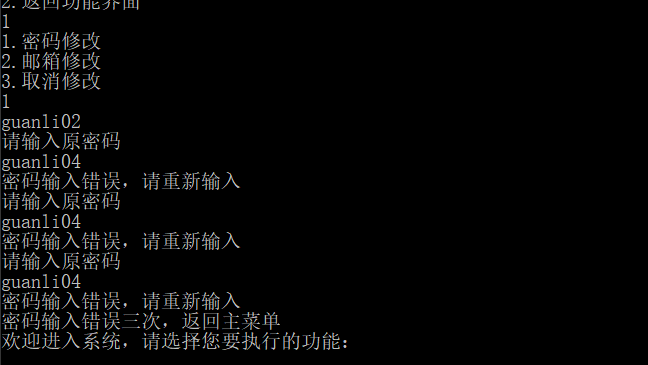 2.返回功能界面
1
1.密码修改
2.邮箱修改
3.取消修改
1
guanli02
请输入原密码
guanli04
密码输入错误，请重新输入
请输入原密码
guanli04
密码输入错误，请重新输入
请输入原密码
guanli04
密码输入错误，请重新输入
密码输入错误三次，返回主菜单
欢迎进入系统，请选择您要执行的功能：